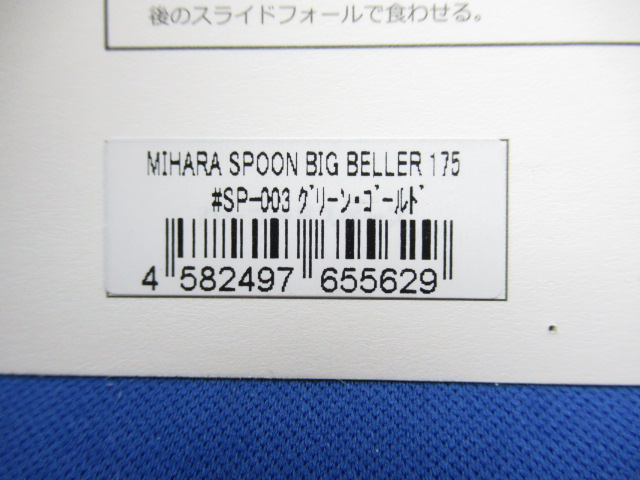 後のスライドフォールで食わせる。
MIHARA SPOON BIG BELLER 175
#SP-003 ｸﾞﾘｰﾝ･ｺﾞｰﾙﾄﾞ
4 582497 655629